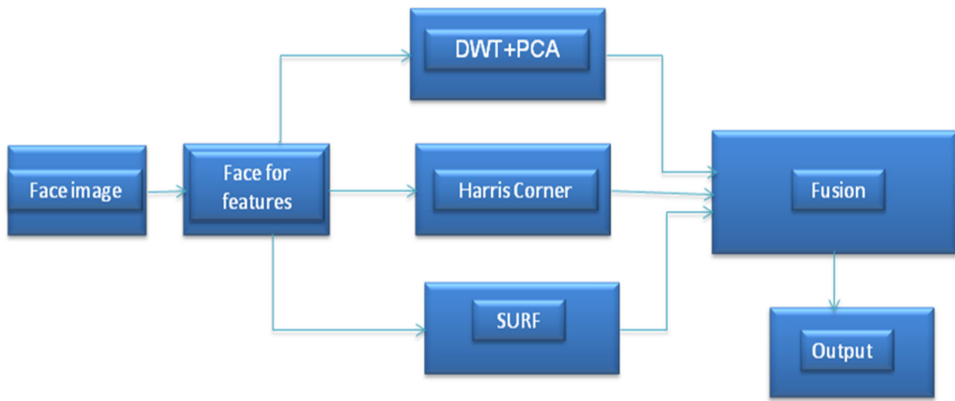 Face image
Face for
features
DWT+PCA
Harris Corner
SURF
Fusion
Output